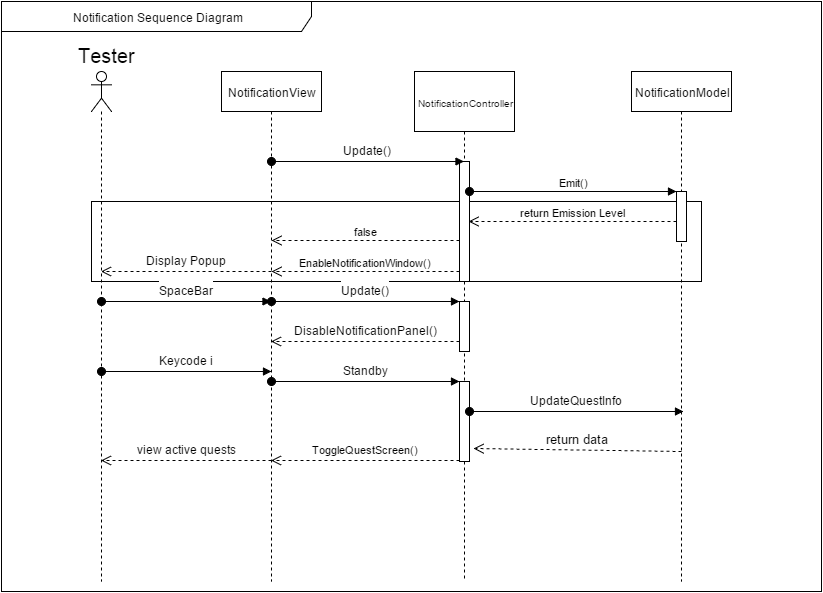 Notification Sequence Diagram
Tester
NotificationView
NotificationController
NotificationModel
Update()
Emit()
return Emission Level
false
Display Popup
EnableNotificationWindow()
SpaceBar
Update()
DisableNotificationPanel()
Keycode i
Standby
UpdateQuestInfo
return data
view active quests
ToggleQuestScreen()